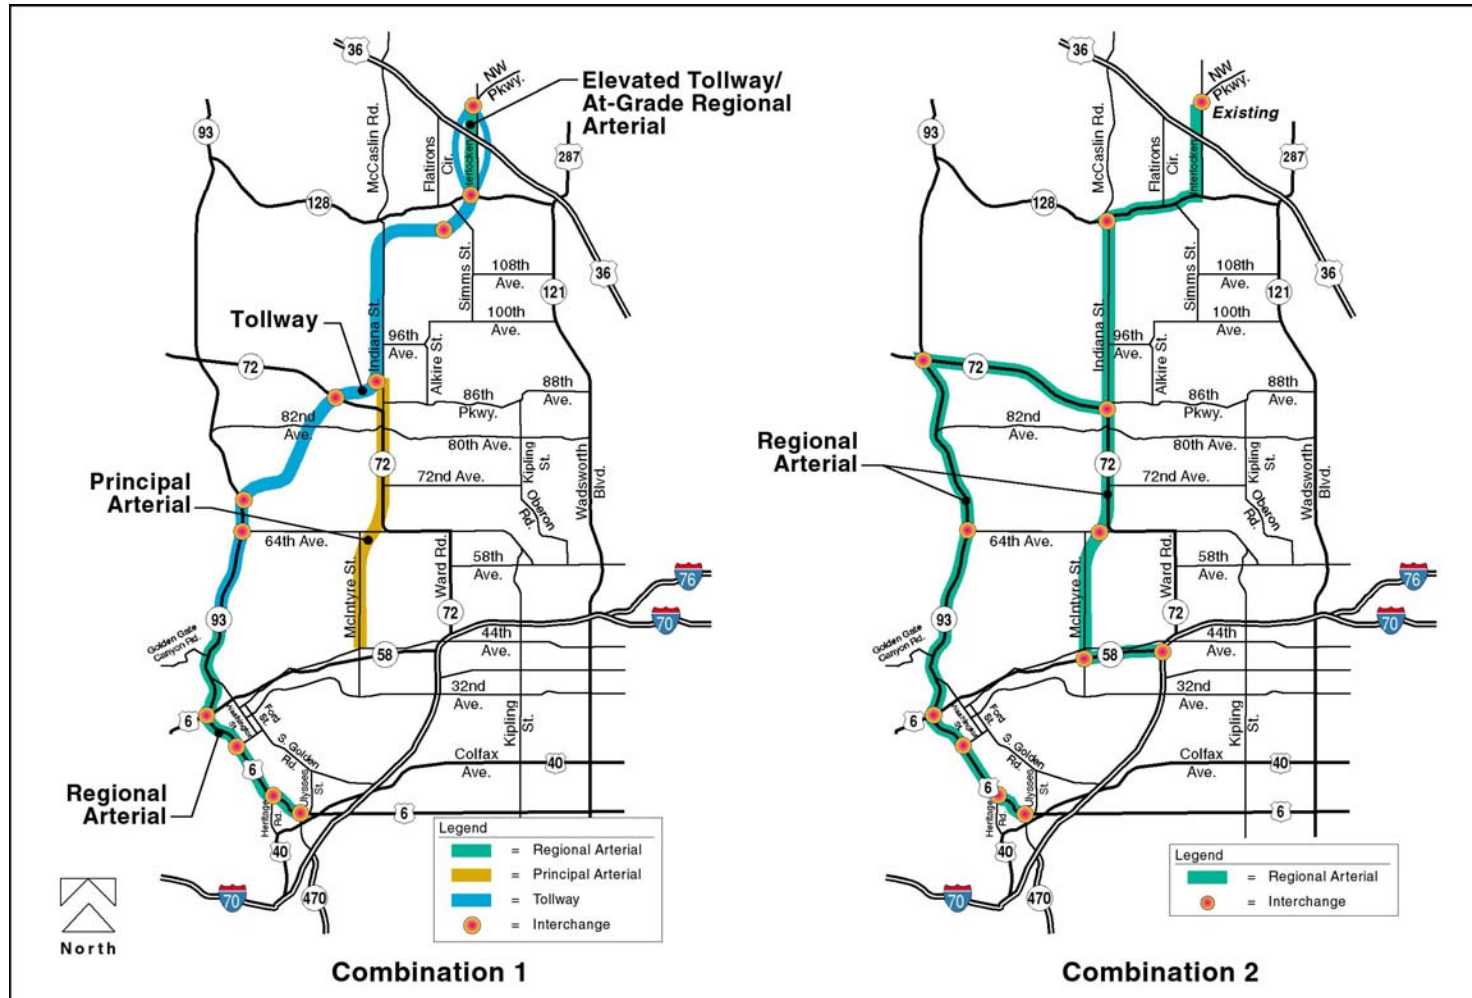 36
NW
Pkwy.
Elevated Tollway/
At-Grade Regional
Arterial
93
McCaslin Rd.
Flatirons
Cir.
Interlocken
287
128
Simms St.
108th
Ave.
36
121
100th
Ave.
Tollway
Indiana St.
96th
Ave.
Alkire St.
72
88th
Ave.
86th
Pkwy.
82nd
Ave.
80th Ave.
Kipling
St.
Wadsworth
Blvd.
72
72nd Ave.
Principal
Arterial
Oberon
Rd.
64th Ave.
McIntyre St.
Ward Rd.
58th
Ave.
76
70
72
93
Golden Gate
Canyon Rd.
44th
Ave.
58
32nd
Ave.
6
Washington
St.
Ford
St.
Kipling
St.
S. Golden
Rd.
6
Colfax
Ave.
40
Ulysses
St.
Regional
Arterial
Heritage
Rd.
6
40
70
470
Legend
= Regional Arterial
= Principal Arterial
= Tollway
= Interchange
North
Combination 1
36
NW
Pkwy.
Existing
93
McCaslin Rd.
Flatirons
Cir.
Interlocken
287
128
Simms St.
108th
Ave.
36
121
100th
Ave.
Indiana St.
96th
Ave.
Alkire St.
72
88th
Ave.
86th
Pkwy.
82nd
Ave.
80th Ave.
Regional
Arterial
Kipling
St.
Wadsworth
Blvd.
72
72nd Ave.
Oberon
Rd.
64th Ave.
McIntyre St.
Ward Rd.
58th
Ave.
76
70
72
93
Golden Gate
Canyon Rd.
44th
Ave.
58
32nd
Ave.
6
Washington
St.
Ford
St.
Kipling
St.
S. Golden
Rd.
6
Colfax
Ave.
40
Ulysses
St.
Heritage
Rd.
6
40
70
470
Legend
= Regional Arterial
= Interchange
Combination 2